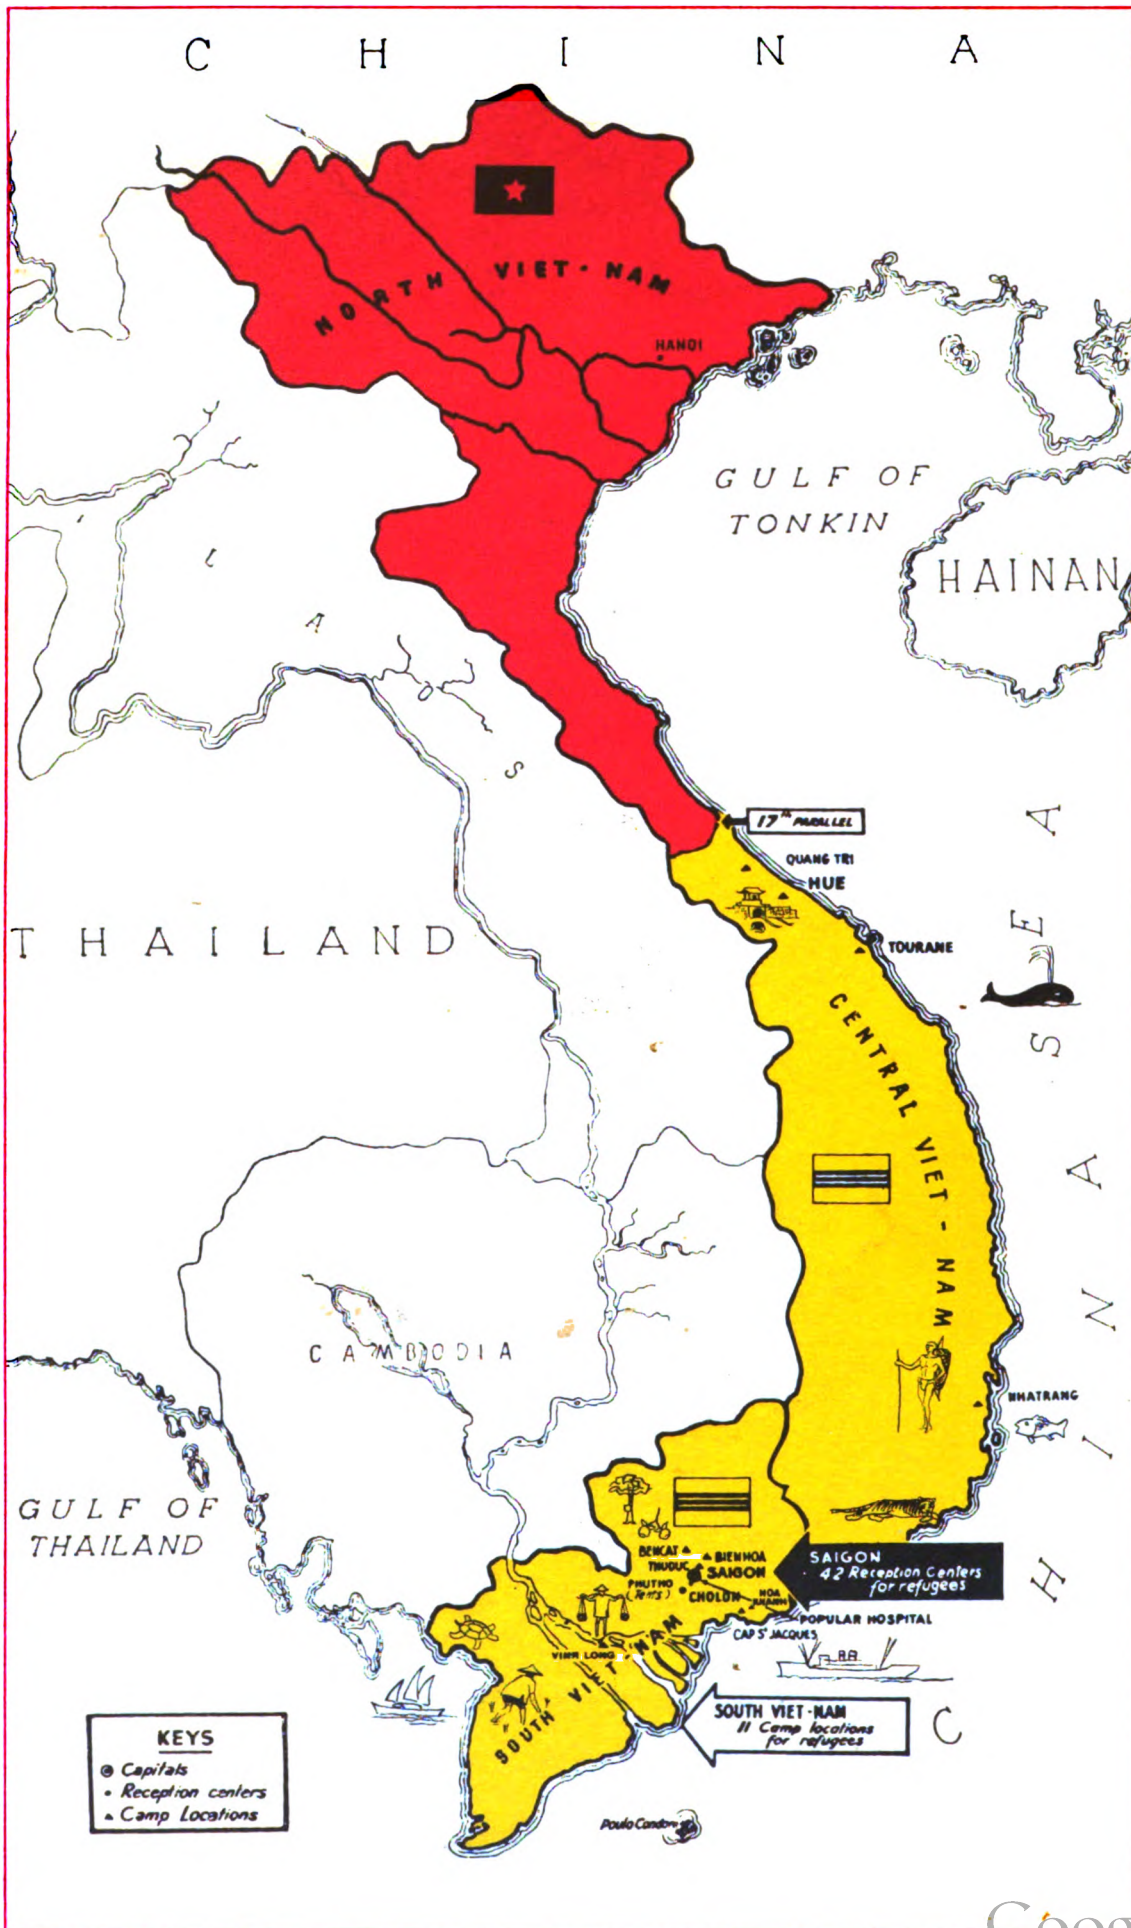 CHINA
NORTH VIET-NAM
HANOI
GULF OF
TONKIN
HAINAN
LAOS
17TH PARALLEL
QUANG TRI
HUE
TOURANE
THAILAND
CENTRAL VIET-NAM
CHINA SEA
CAMBODIA
NHATRANG
GULF OF
THAILAND
BENCAT
BIENHOA
THUDUC
SAIGON
PHUTHO
(Tents)
CHOLON
HOA
KHANH
SAIGON
42 Reception Centers
for refugees
POPULAR HOSPITAL
CAP ST JACQUES
VINH LONG
SOUTH VIET-NAM
SOUTH VIET-NAM
11 Camp locations
for refugees
KEYS
Capitals
Reception centers
Camp Locations
Poulo Condore